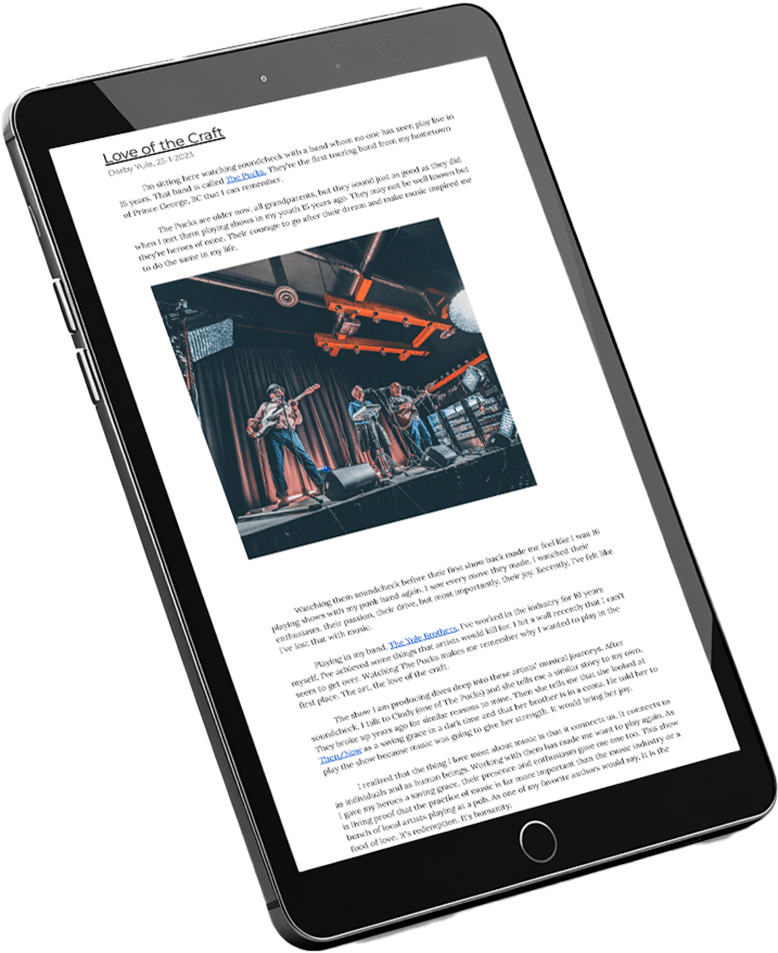 Love of the Craft
Darby Yule, 25-1-2023
I'm sitting here watching soundcheck with a band whom no one has seen play live in
15 years. That band is called The Pucks. They're the first touring band from my hometown
of Prince George, BC that I can remember.
The Pucks are older now, all grandparents, but they sound just as good as they did
when I met them playing shows in my youth 15 years ago. They may not be well known but
they're heroes of mine. Their courage to go after their dream and make music inspired me
to do the same in my life.
Watching them soundcheck before their first show back made me feel like I was 16
playing shows with my punk band again. I saw every move they made. I watched their
enthusiasm, their passion, their drive, but most importantly, their joy. Recently, I've felt like
I've lost that with music.
Playing in my band, The Yule Brothers, I've worked in the industry for 10 years
myself. I've achieved some things that artists would kill for. I hit a wall recently that I can't
seem to get over. Watching The Pucks makes me remember why I wanted to play in the
first place. The art, the love of the craft.
The show I am producing dives deep into these artists' musical journeys. After
soundcheck, I talk to Cindy (one of The Pucks) and she tells me a similar story to my own.
They broke up years ago for similar reasons to mine. Then she tells me that she looked at
Then/Now as a saving grace in a dark time and that her brother is in a coma. He told her to
play the show because music was going to give her strength. It would bring her joy.
I realized that the thing I love most about music is that it connects us. It connects us
as individuals and as human beings. Working with them has made me want to play again. As
I gave my heroes a saving grace, their presence and enthusiasm gave me one too. This show
is living proof that the practice of music is far more important than the music industry or a
bunch of local artists playing at a pub. As one of my favorite authors would say, it is the
food of love. It's redemption. It's humanity.